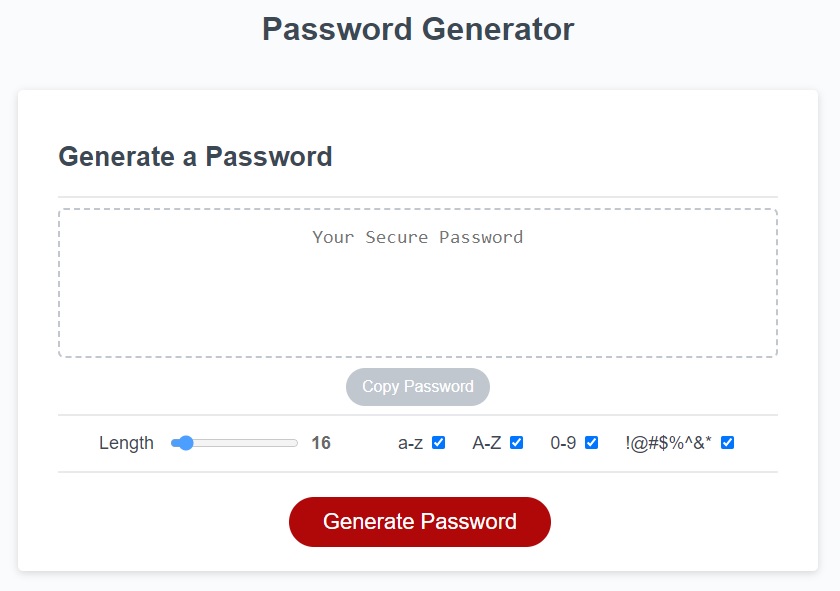 Password Generator
Generate a Password
Your Secure Password
Copy Password
Length 16 a-z A-Z 0-9 !@#$%^&*
Generate Password